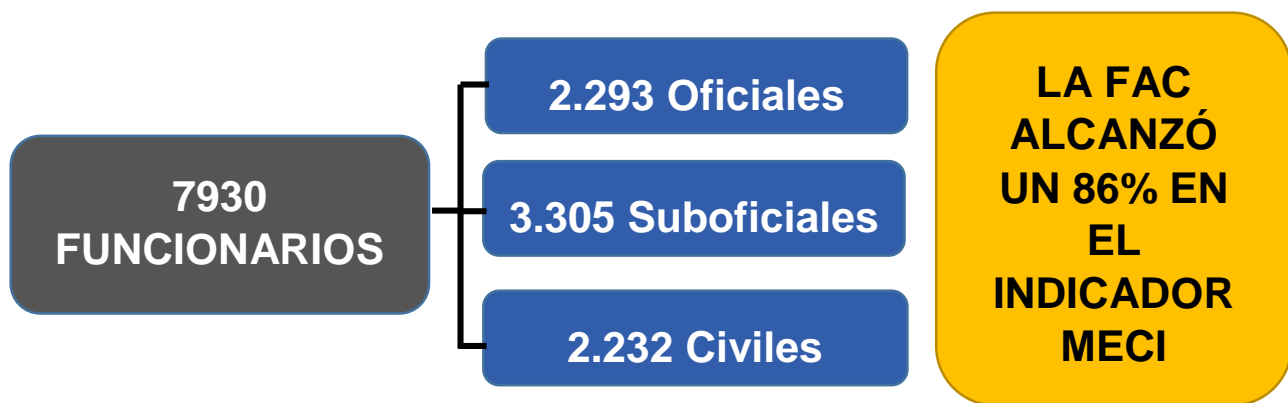 7930
FUNCIONARIOS
2.293 Oficiales
3.305 Suboficiales
2.232 Civiles
LA FAC
ALCANZÓ
UN 86% EN
EL
INDICADOR
MECI